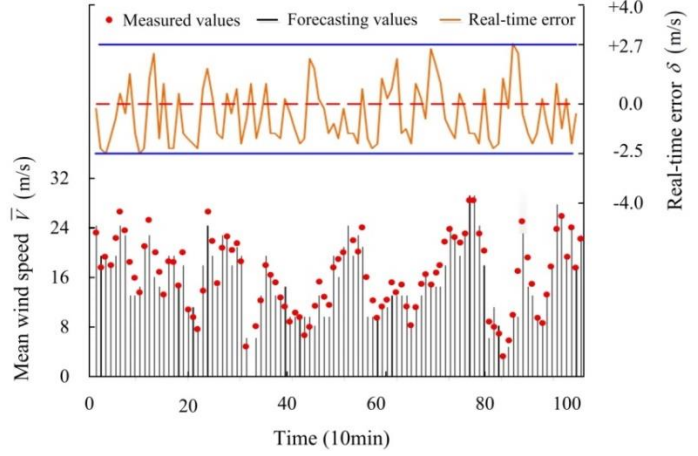 Measured values — Forecasting values — Real-time error
+4.0
+2.7
0.0
-2.5
-4.0
Real-time error δ (m/s)
32
24
16
8
0
Mean wind speed V̅ (m/s)
0 20 40 60 80 100
Time (10min)